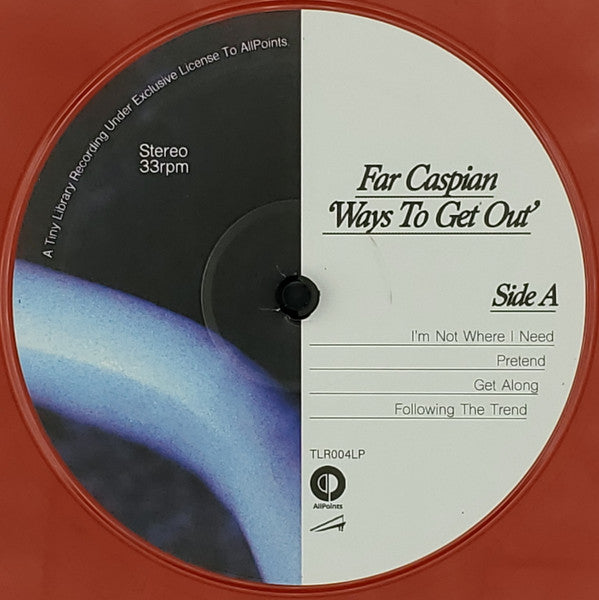 A Tiny Library Recording Under Exclusive License To AllPoints.
Stereo
33rpm
Far Caspian
'Ways To Get Out'
Side A
I'm Not Where I Need
Pretend
Get Along
Following The Trend
TLR004LP
AllPoints